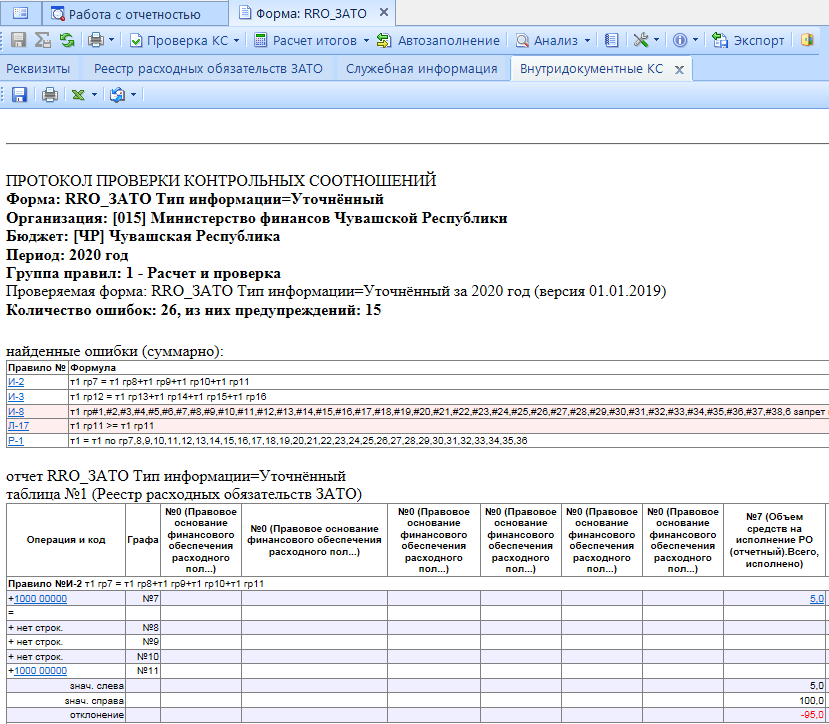 Работа с отчетностью Форма: RRO_ЗАТО
Проверка КС Расчет итогов Автозаполнение Анализ Экспорт
Реквизиты Реестр расходных обязательств ЗАТО Служебная информация Внутридокументные КС
ПРОТОКОЛ ПРОВЕРКИ КОНТРОЛЬНЫХ СООТНОШЕНИЙ
Форма: RRO_ЗАТО Тип информации=Уточнённый
Организация: [015] Министерство финансов Чувашской Республики
Бюджет: [ЧР] Чувашская Республика
Период: 2020 год
Группа правил: 1 - Расчет и проверка
Проверяемая форма: RRO_ЗАТО Тип информации=Уточнённый за 2020 год (версия 01.01.2019)
Количество ошибок: 26, из них предупреждений: 15
найденные ошибки (суммарно):
Правило № Формула
И-2 т1 гр7 = т1 гр8+т1 гр9+т1 гр10+т1 гр11
И-3 т1 гр12 = т1 гр13+т1 гр14+т1 гр15+т1 гр16
И-8 т1 гр#1,#2,#3,#4,#5,#6,#7,#8,#9,#10,#11,#12,#13,#14,#15,#16,#17,#18,#19,#20,#21,#22,#23,#24,#25,#26,#27,#28,#29,#30,#31,#32,#33,#34,#35,#36,#37,#38,6 запрет
Л-17 т1 гр11 >= т1 гр11
Р-1 т1 = т1 по гр7,8,9,10,11,12,13,14,15,16,17,18,19,20,21,22,23,24,25,26,27,28,29,30,31,32,33,34,35,36
отчет RRO_ЗАТО Тип информации=Уточнённый
таблица №1 (Реестр расходных обязательств ЗАТО)
Операция и код
Графа
№0 (Правовое
основание
финансового
обеспечения
расходного
пол...)
№0 (Правовое основание
финансового обеспечения
расходного пол...)
№0 (Правовое
основание
финансового
обеспечения
расходного
пол...)
№0 (Правовое
основание
финансового
обеспечения
расходного
пол...)
№0 (Правовое
основание
финансового
обеспечения
расходного
пол...)
№0 (Правовое
основание
финансового
обеспечения
расходного
пол...)
№7 (Объем
средств на
исполнение РО
(отчетный).Всего,
исполнено)
Правило №И-2 т1 гр7 = т1 гр8+т1 гр9+т1 гр10+т1 гр11
+1000 00000 №7 5,0
=
+ нет строк. №8
+ нет строк. №9
+ нет строк. №10
+1000 00000 №11
знач. слева 5,0
знач. справа 100,0
отклонение -95,0